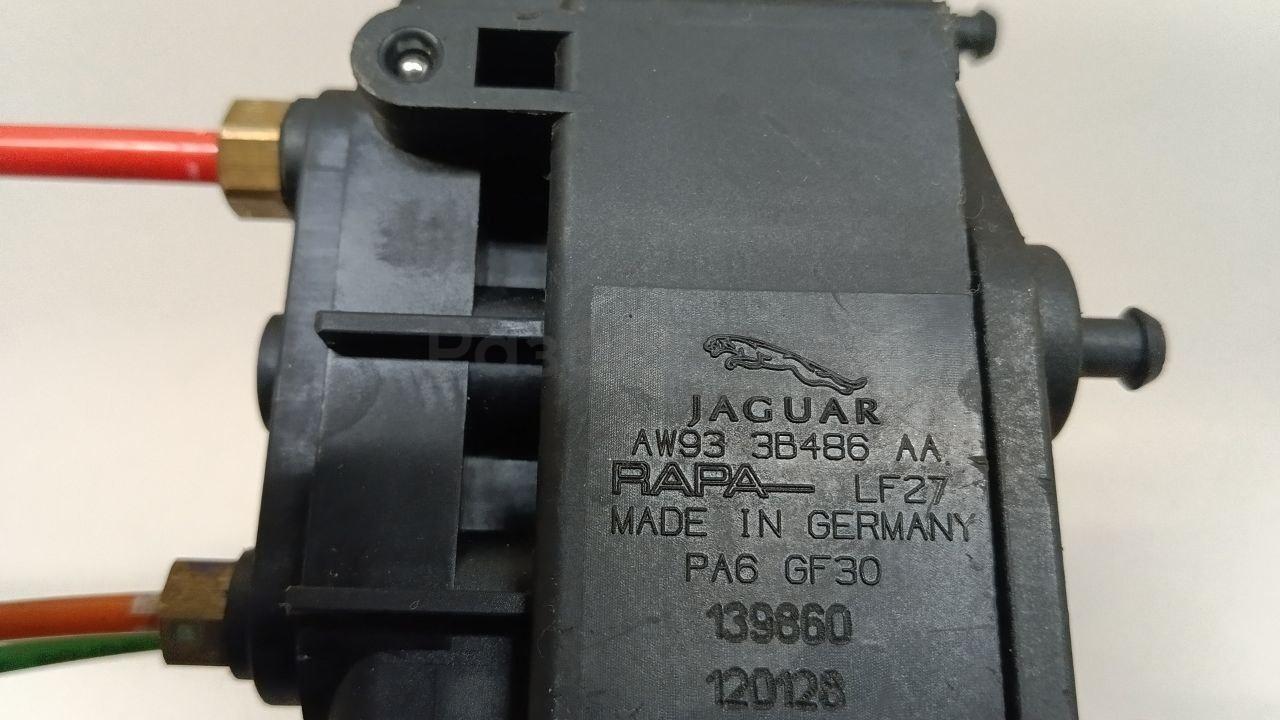 JAGUAR
AW93 3B486 AA
RAPA LF27
MADE IN GERMANY
PA6 GF30
139860
120128